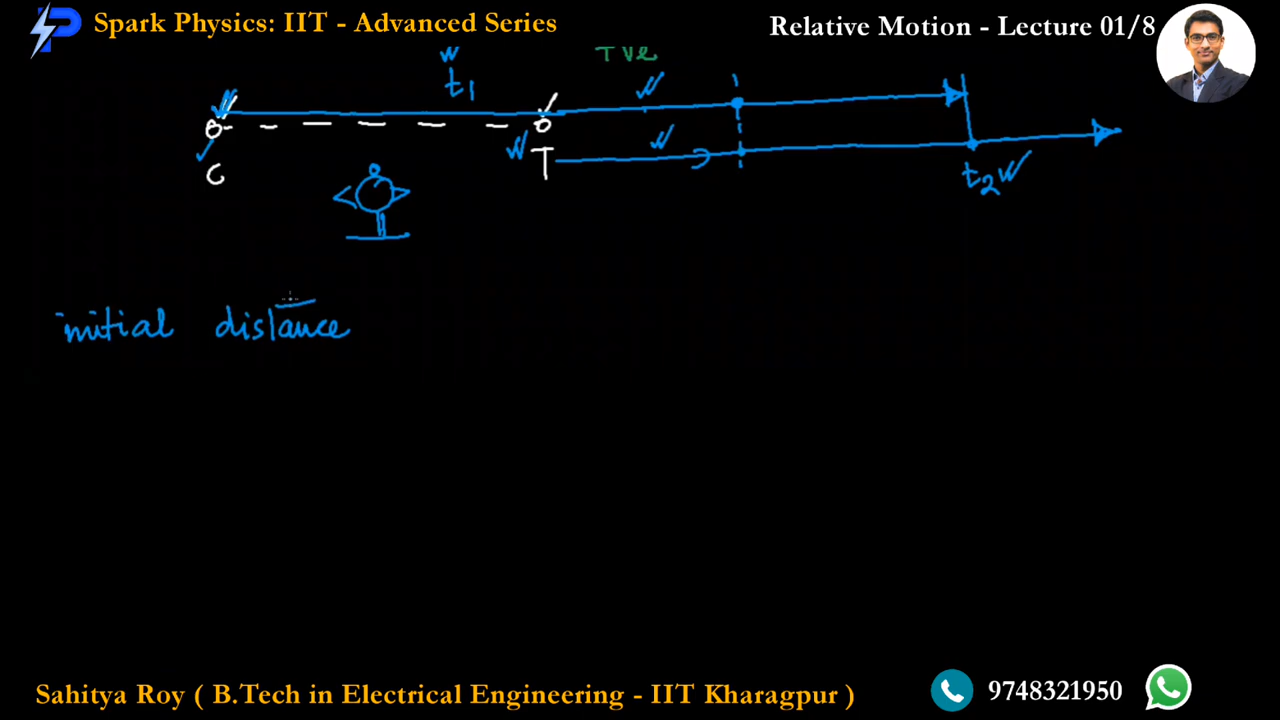 Spark Physics: IIT - Advanced Series
Relative Motion - Lecture 01/8
t1
C
T
t2
initial distance
Sahitya Roy ( B.Tech in Electrical Engineering - IIT Kharagpur )
9748321950